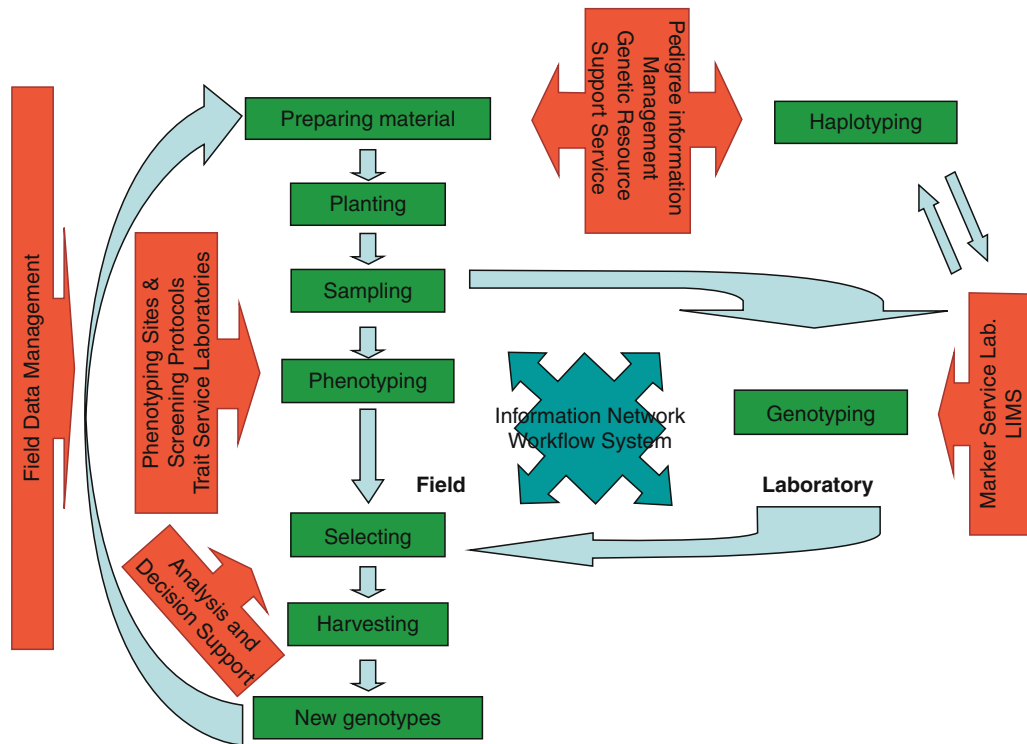 Field Data Management
Preparing material
Planting
Sampling
Phenotyping
Selecting
Harvesting
New genotypes
Phenotyping Sites &
Screening Protocols
Trait Service Laboratories
Analysis and
Decision Support
Pedigree information
Management
Genetic Resource
Support Service
Haplotyping
Information Network
Workflow System
Genotyping
Field
Laboratory
Marker Service Lab.
LIMS